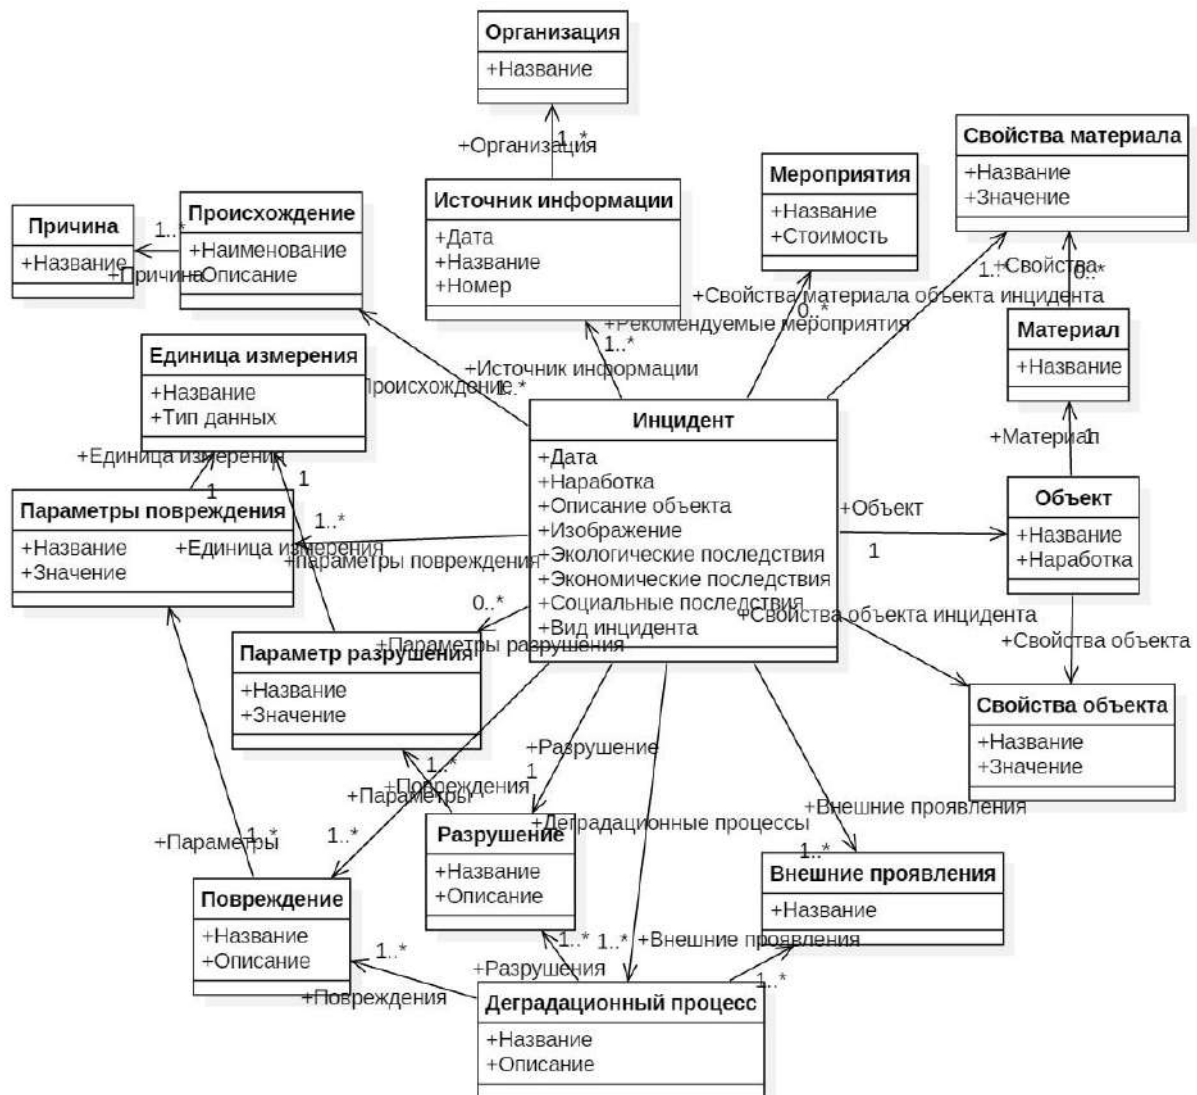 Организация
+Название
1..*
+Организация
Свойства материала
+Название
+Значение
Мероприятия
+Название
+Стоимость
Источник информации
+Дата
+Название
+Номер
Происхождение
+Наименование
+Описание
Причина
+Название
1..*
+Причина
1..*
+Свойства
0..*
+Свойства материала объекта инцидента
0..*
+Рекомендуемые мероприятия
1..*
+Источник информации
Происхождение
1..*
Материал
+Название
Единица измерения
+Название
+Тип данных
+Единица измерения
1
1
Инцидент
+Дата
+Наработка
+Описание объекта
+Изображение
+Экологические последствия
+Экономические последствия
+Социальные последствия
+Вид инцидента
+Материал
1
Объект
+Название
+Наработка
+Объект
1
Параметры повреждения
+Название
+Значение
1..*
+Единица измерения
+параметры повреждения
0..*
+Параметры разрушения
+Свойства объекта инцидента
+Свойства объекта
Параметр разрушения
+Название
+Значение
Свойства объекта
+Название
+Значение
+Разрушение
1
1..*
+Повреждения
+Параметры
+Внешние проявления
1..*
+Деградационные процессы
+Параметры
1..*
1..*
Разрушение
+Название
+Описание
Внешние проявления
+Название
Повреждение
+Название
+Описание
1..*
1..*
1..*
+Внешние проявления
1..*
+Разрушения
+Повреждения
Деградационный процесс
+Название
+Описание